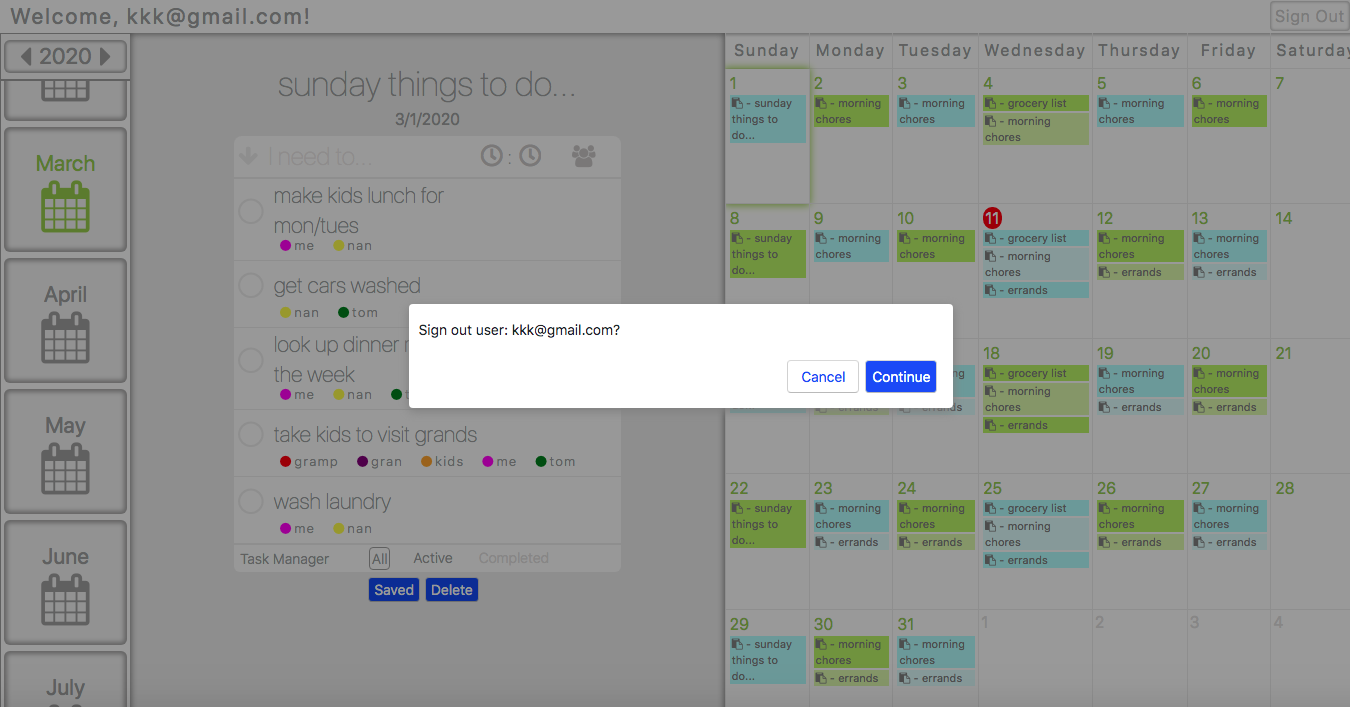 Welcome, kkk@gmail.com!
Sign Out
2020
March
April
May
June
July
sunday things to do...
3/1/2020
I need to...
:
make kids lunch for
mon/tues
me nan
get cars washed
nan tom
look up dinner
the week
me nan
take kids to visit grands
gramp gran kids me tom
wash laundry
me nan
Task Manager All Active Completed
Saved Delete
Sign out user: kkk@gmail.com?
Cancel Continue
Sunday Monday Tuesday Wednesday Thursday Friday Saturday
1
- sunday
things to
do...
2
- morning
chores
3
- morning
chores
4
- grocery list
- morning
chores
5
- morning
chores
6
- morning
chores
7
8
- sunday
things to
do...
9
- morning
chores
10
- morning
chores
11
- grocery list
- morning
chores
- errands
12
- morning
chores
- errands
13
- morning
chores
- errands
14
18
- grocery list
- morning
chores
- errands
19
- morning
chores
- errands
20
- morning
chores
- errands
21
22
- sunday
things to
do...
23
- morning
chores
- errands
24
- morning
chores
- errands
25
- grocery list
- morning
chores
- errands
26
- morning
chores
- errands
27
- morning
chores
- errands
28
29
- sunday
things to
do...
30
- morning
chores
- errands
31
- morning
chores
- errands
1
2
3
4